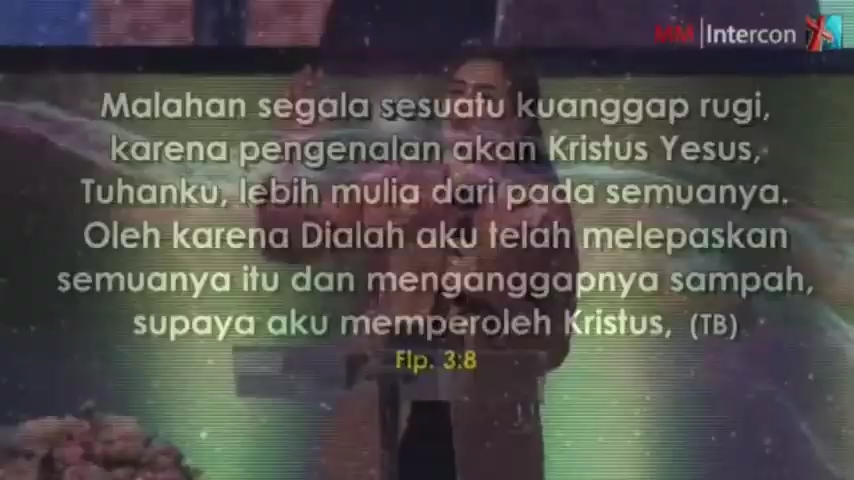 MM|Intercon
Malahan segala sesuatu kuanggap rugi,
karena pengenalan akan Kristus Yesus,
Tuhanku, lebih mulia dari pada semuanya.
Oleh karena Dialah aku telah melepaskan
semuanya itu dan menganggapnya sampah,
supaya aku memperoleh Kristus, (TB)
Flp. 3:8